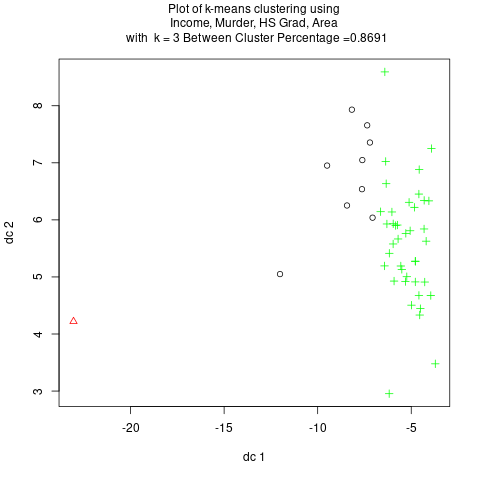 Plot of k-means clustering using
Income, Murder, HS Grad, Area
with  k = 3 Between Cluster Percentage =0.8691
8
7
6
5
4
3
dc 2
-20
-15
-10
-5
dc 1